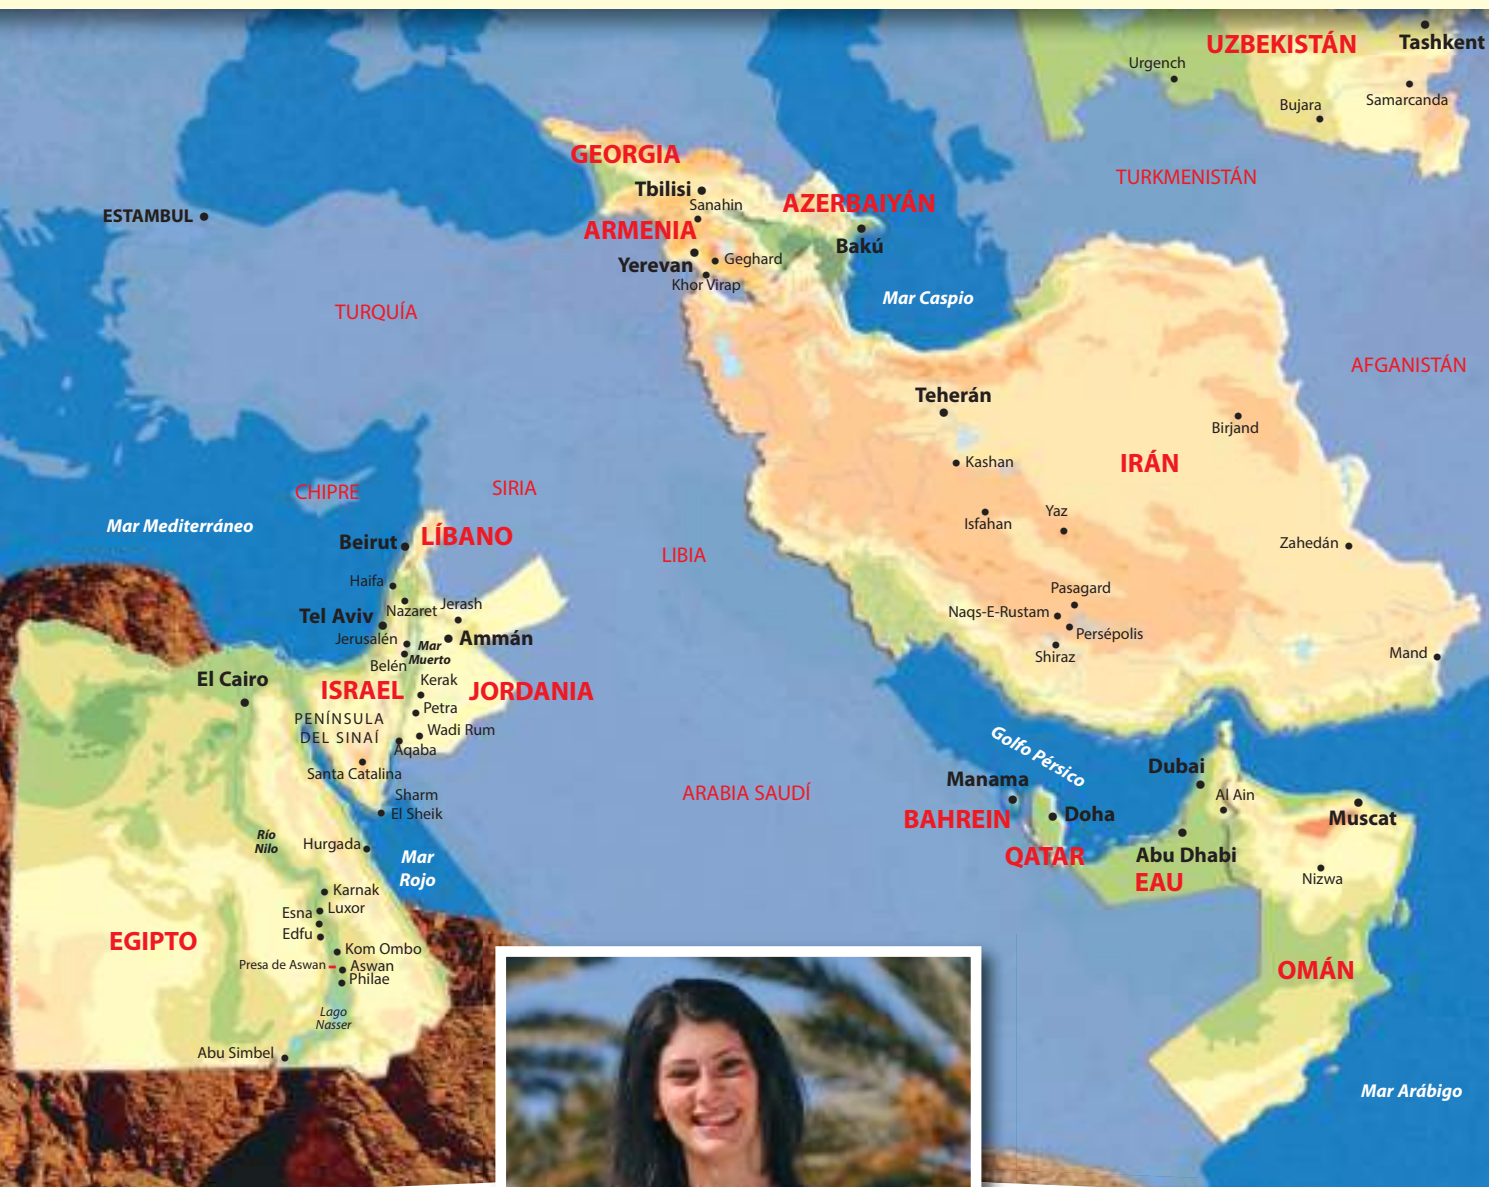 UZBEKISTÁN
Tashkent
Urgench
Bujara
Samarcanda
GEORGIA
Tbilisi
Sanahin
AZERBAIYÁN
TURKMENISTÁN
ESTAMBUL
ARMENIA
Bakú
Yerevan
Geghard
Khor Virap
Mar Caspio
TURQUÍA
AFGANISTÁN
Teherán
Birjand
Kashan
IRÁN
CHIPRE
SIRIA
Mar Mediterráneo
Isfahan
Yaz
Beirut
LÍBANO
LIBIA
Zahedán
Haifa
Nazaret
Jerash
Pasagard
Tel Aviv
Naqs-E-Rustam
Jerusalén
Mar
Muerto
Ammán
Persépolis
Belén
Shiraz
Mand
El Cairo
ISRAEL
Kerak
JORDANIA
Petra
PENÍNSULA
DEL SINAÍ
Wadi Rum
Aqaba
Golfo Pérsico
Santa Catalina
Dubai
Manama
Sharm
El Sheik
ARABIA SAUDÍ
Al Ain
BAHREIN
Doha
Muscat
Río
Nilo
Hurgada
Mar
Rojo
QATAR
Abu Dhabi
EAU
Nizwa
Karnak
Luxor
Esna
Edfu
EGIPTO
Kom Ombo
Presa de Aswan
Aswan
Philae
OMÁN
Lago
Nasser
Abu Simbel
Mar Arábigo